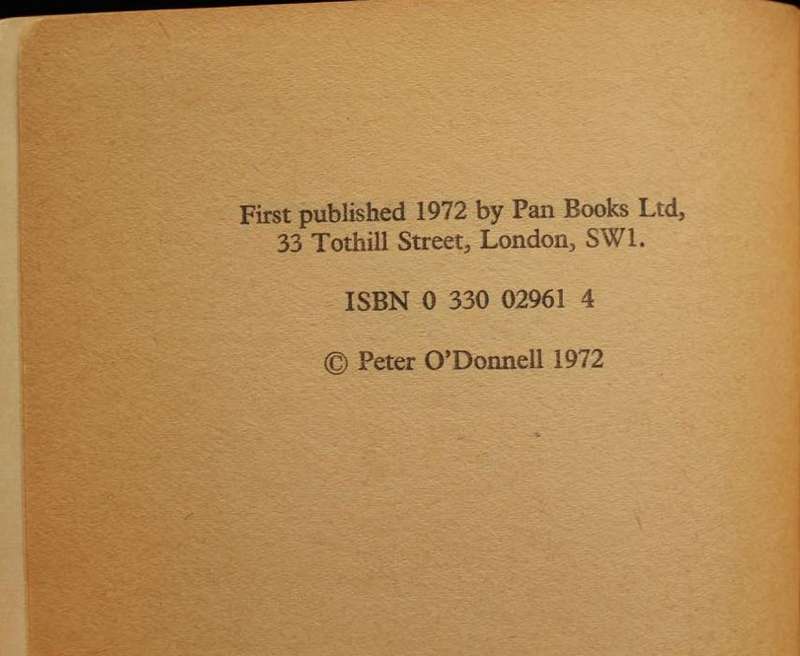 First published 1972 by Pan Books Ltd,
33 Tothill Street, London, SW1.
ISBN 0 330 02961 4
© Peter O'Donnell 1972